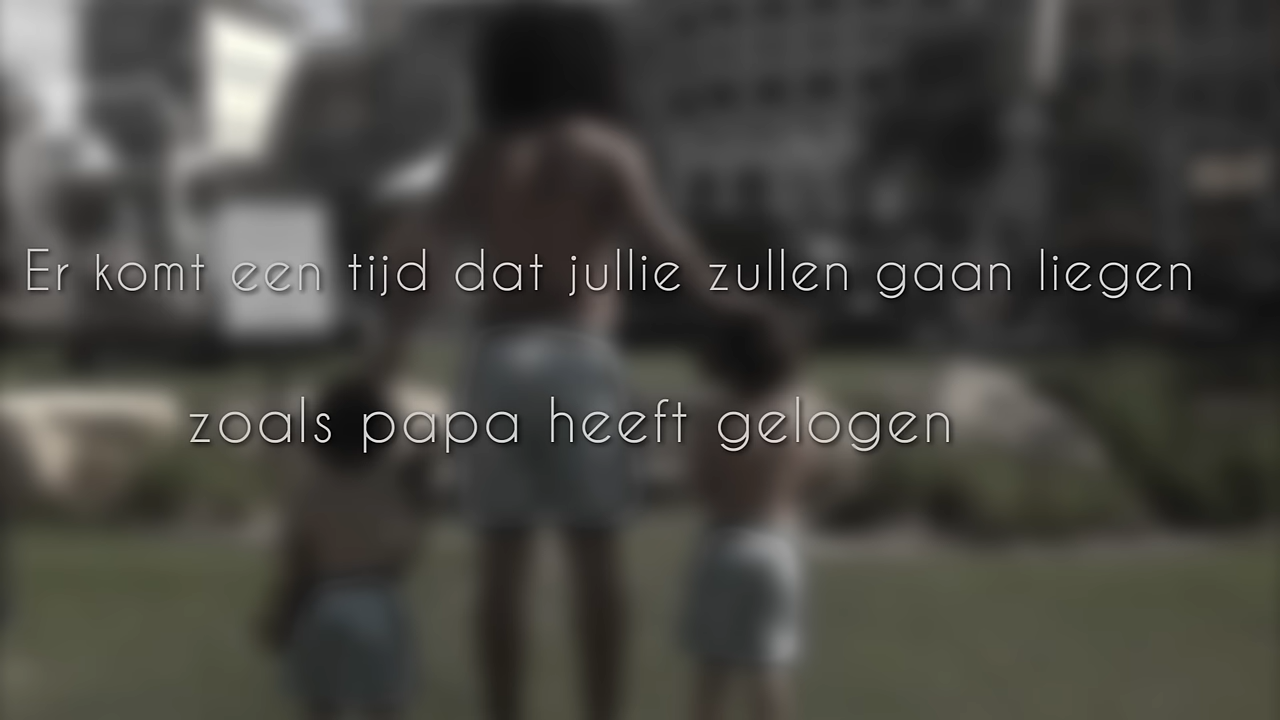 Er komt een tijd dat jullie zullen gaan liegen
zoals papa heeft gelogen